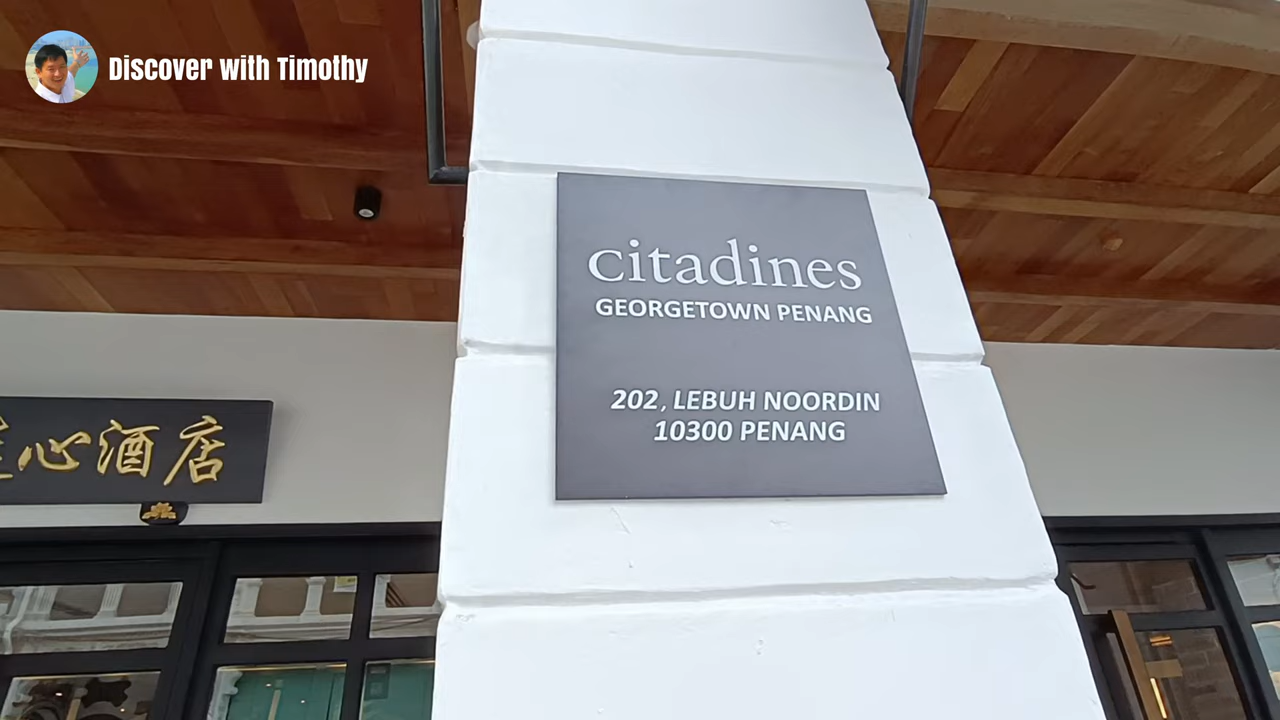 Discover with Timothy
citadines
GEORGETOWN PENANG
202, LEBUH NOORDIN
10300 PENANG
心酒店